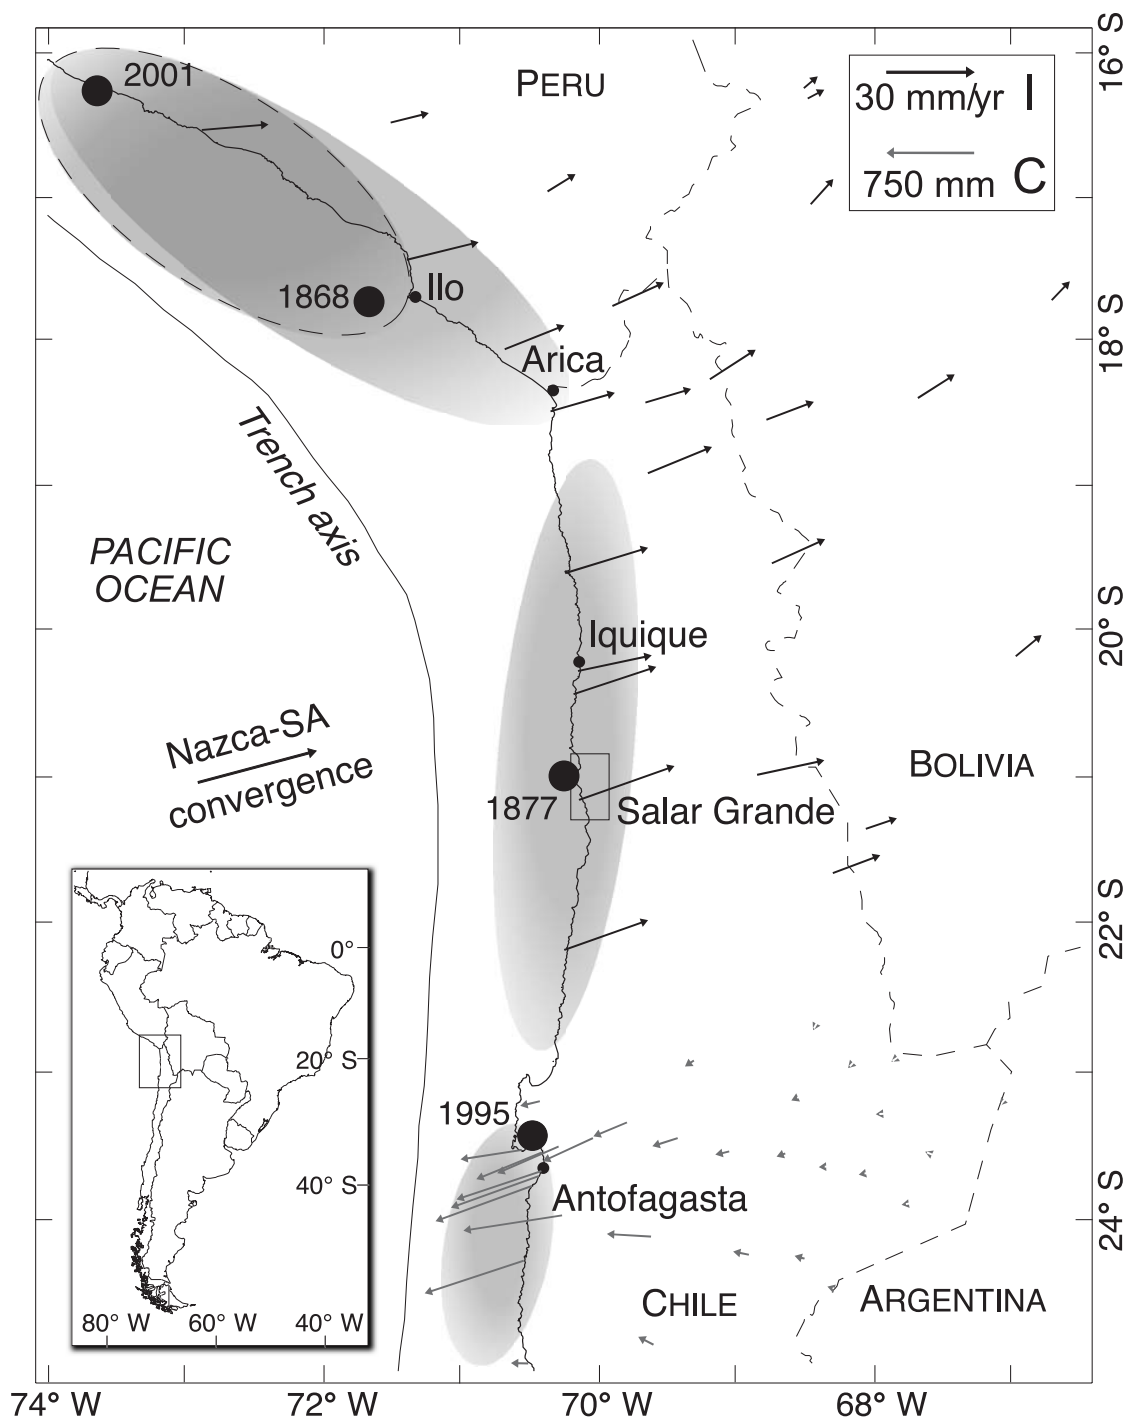 2001
PERU
30 mm/yr I
750 mm C
16° S
1868
Ilo
Arica
18° S
Trench axis
PACIFIC
OCEAN
Iquique
20° S
Nazca-SA
convergence
BOLIVIA
1877
Salar Grande
22° S
0°
20° S
40° S
80° W
60° W
40° W
1995
Antofagasta
24° S
CHILE
ARGENTINA
74° W
72° W
70° W
68° W